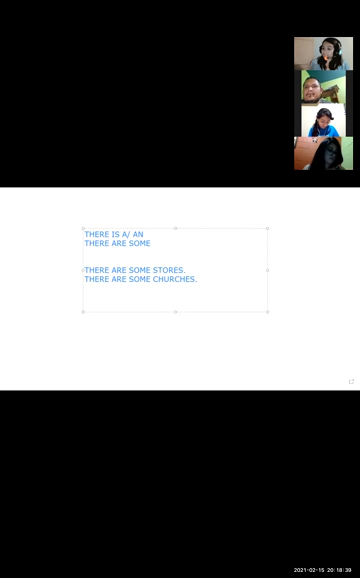 THERE IS A/ AN
THERE ARE SOME
THERE ARE SOME STORES.
THERE ARE SOME CHURCHES.
2021-02-15 20:18:39